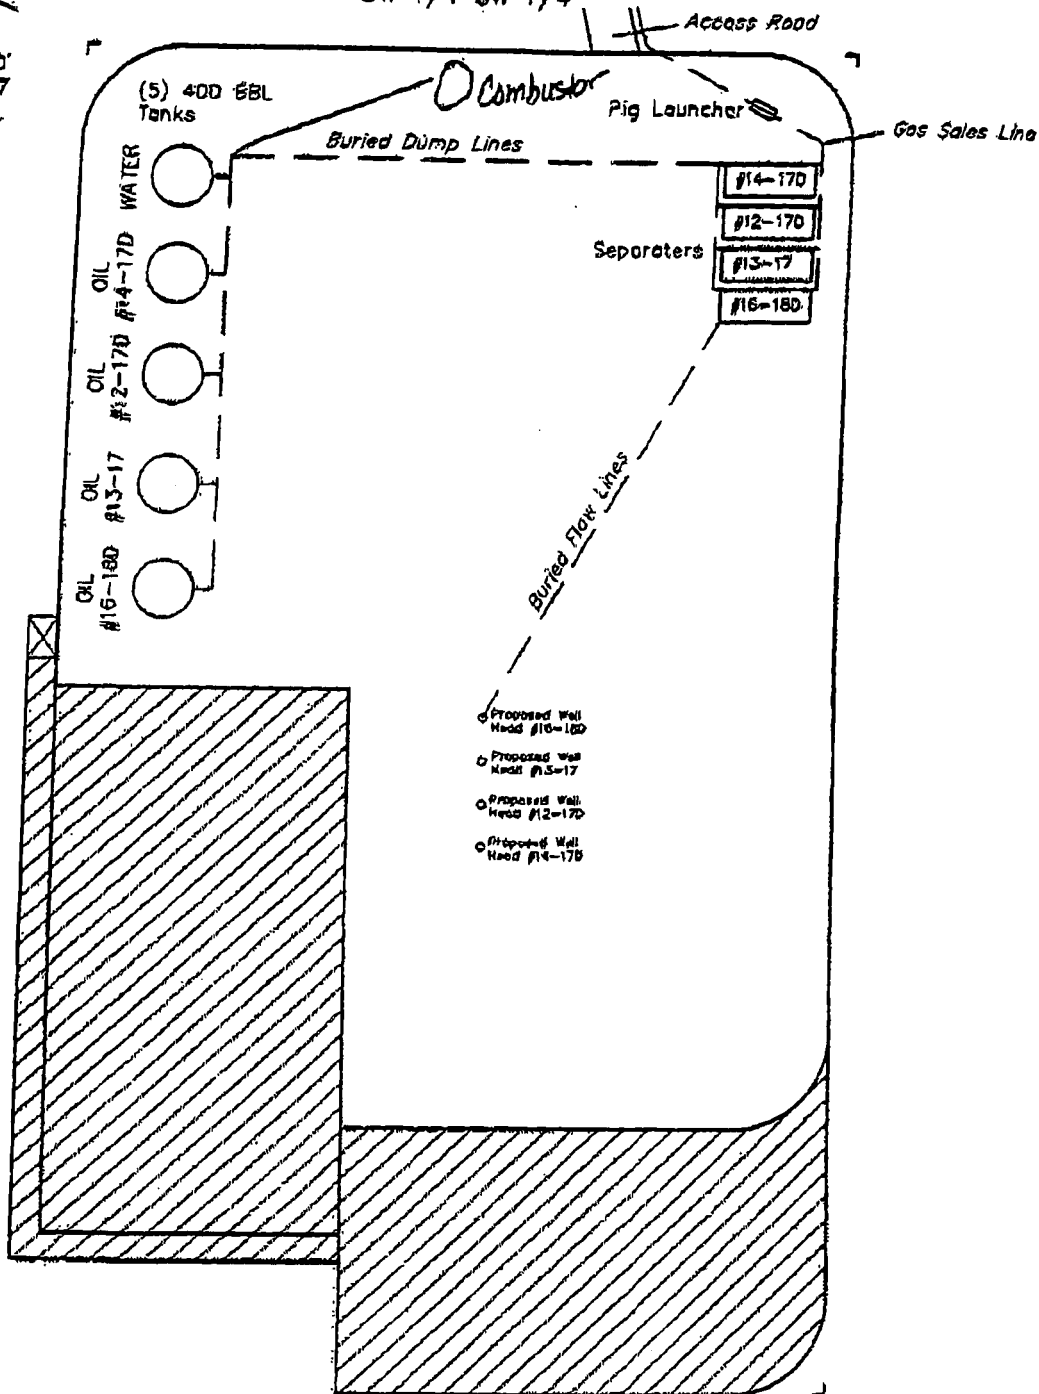 Access Road
(5) 400 BBL
Tanks
Combustor
Pig Launcher
Gas Sales Line
Buried Dump Lines
WATER
#14-17D
#12-17D
Separators
#13-17
#16-18D
OIL
#14-17D
OIL
#12-17D
OIL
#13-17
OIL
#16-18D
Buried Flow Lines
Proposed Well
Head #16-18D
Proposed Well
Head #13-17
Proposed Well
Head #12-17D
Proposed Well
Head #14-17D